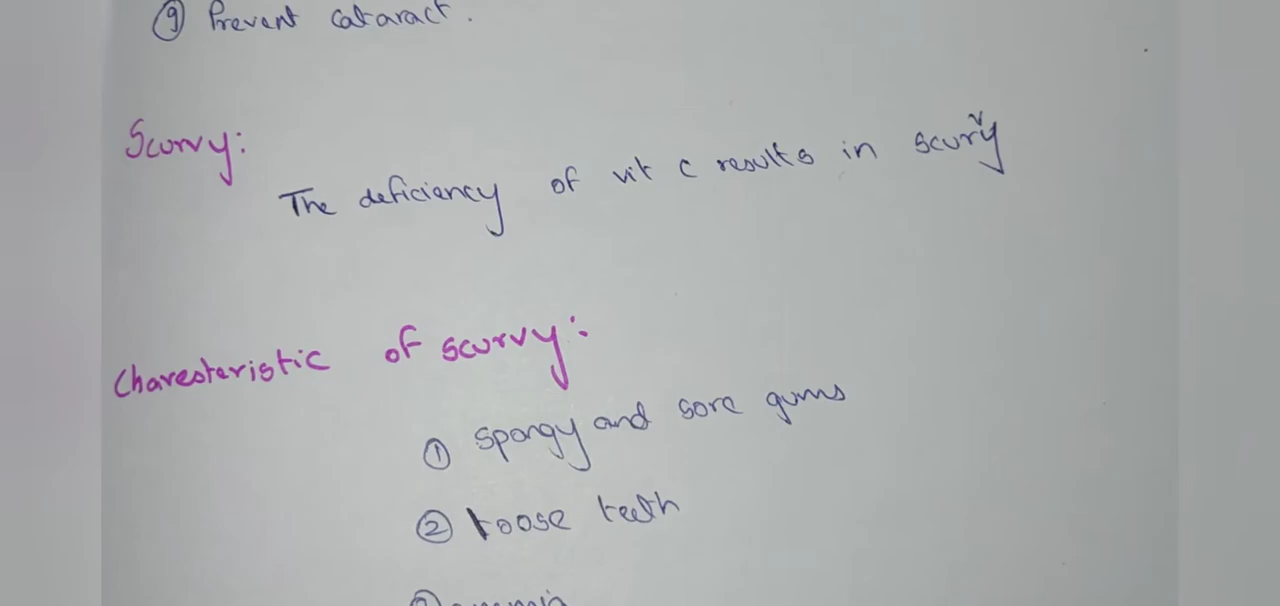 ⑨ Prevent cataract.
Scurvy:
The deficiency of vit c results in scurvy
Charesteristic of scurvy:
① spongy and sore gums
② loose teeth